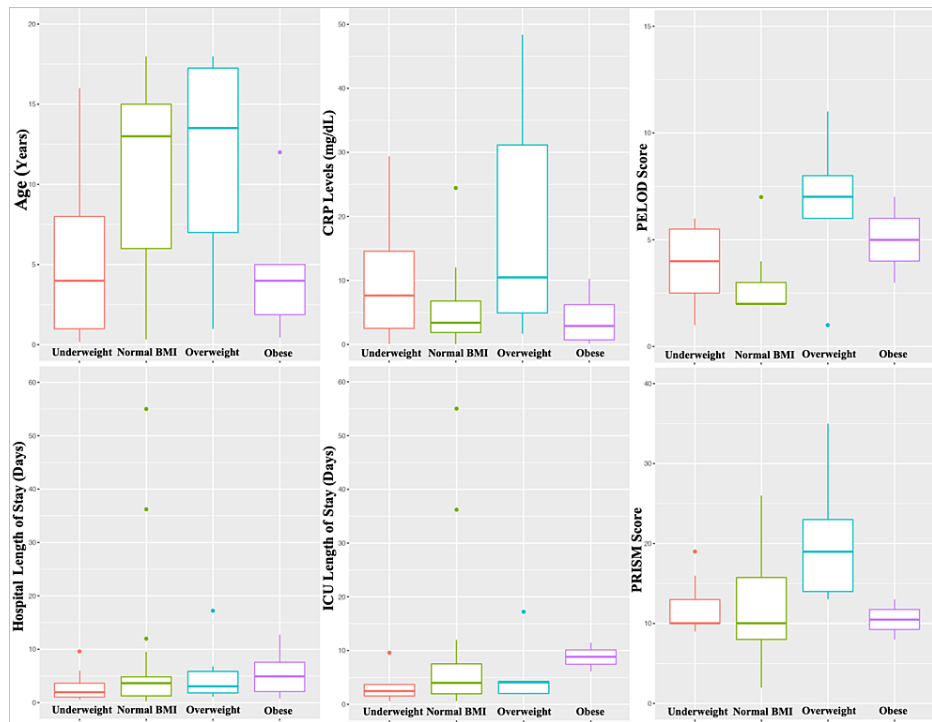 Age (Years)
20
15
10
5
0
Underweight Normal BMI Overweight Obese
CRP Levels (mg/dL)
50
40
30
20
10
0
Underweight Normal BMI Overweight Obese
PELOD Score
15
10
5
0
Underweight Normal BMI Overweight Obese
Hospital Length of Stay (Days)
60
50
40
30
20
10
0
Underweight Normal BMI Overweight Obese
ICU Length of Stay (Days)
60
50
40
30
20
10
0
Underweight Normal BMI Overweight Obese
PRISM Score
40
30
20
10
0
Underweight Normal BMI Overweight Obese